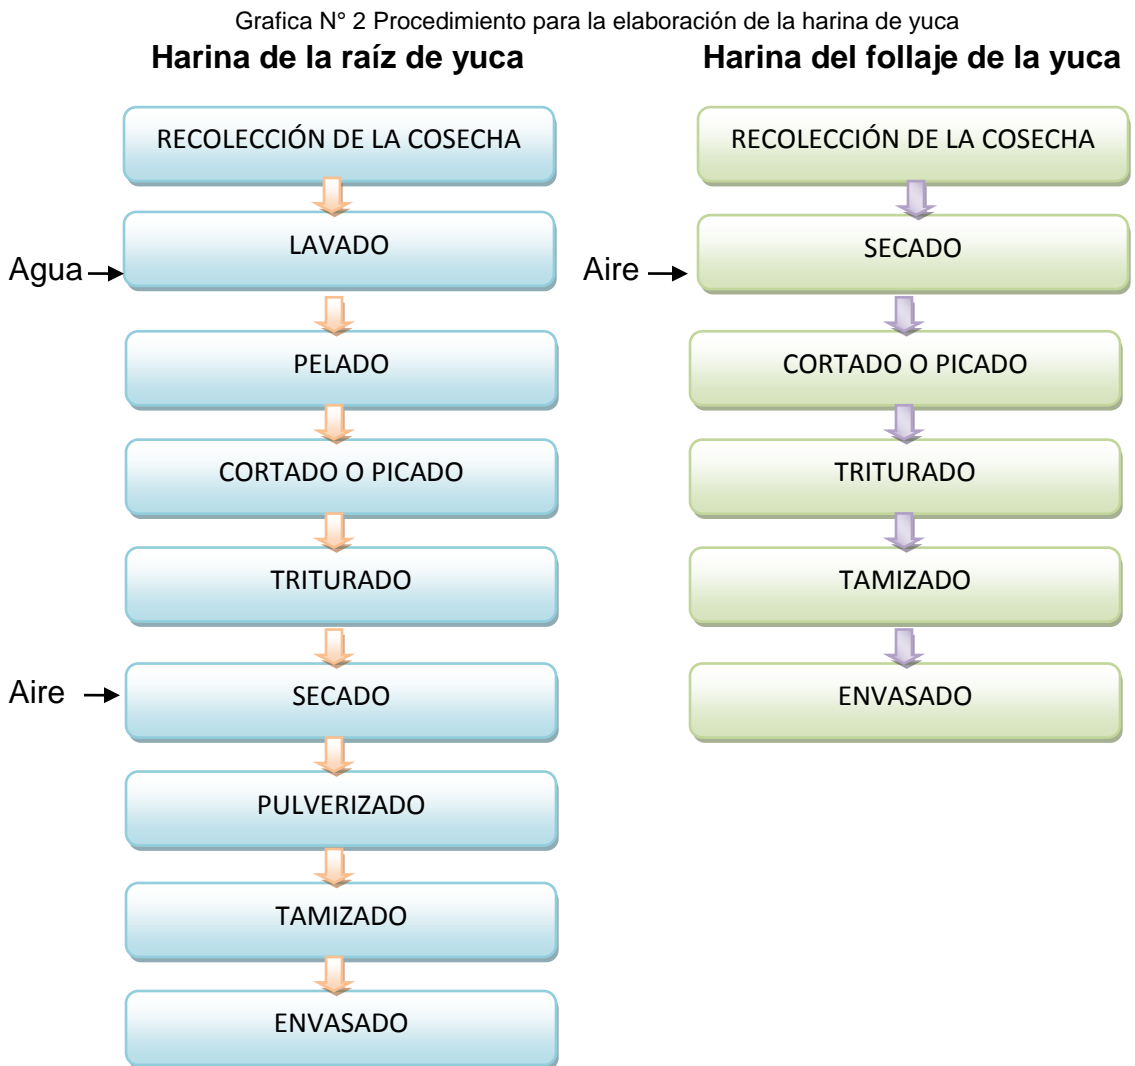 Grafica N° 2 Procedimiento para la elaboración de la harina de yuca
Harina de la raíz de yuca
RECOLECCIÓN DE LA COSECHA
LAVADO
Agua
PELADO
CORTADO O PICADO
TRITURADO
SECADO
Aire
PULVERIZADO
TAMIZADO
ENVASADO
Harina del follaje de la yuca
RECOLECCIÓN DE LA COSECHA
SECADO
Aire
CORTADO O PICADO
TRITURADO
TAMIZADO
ENVASADO